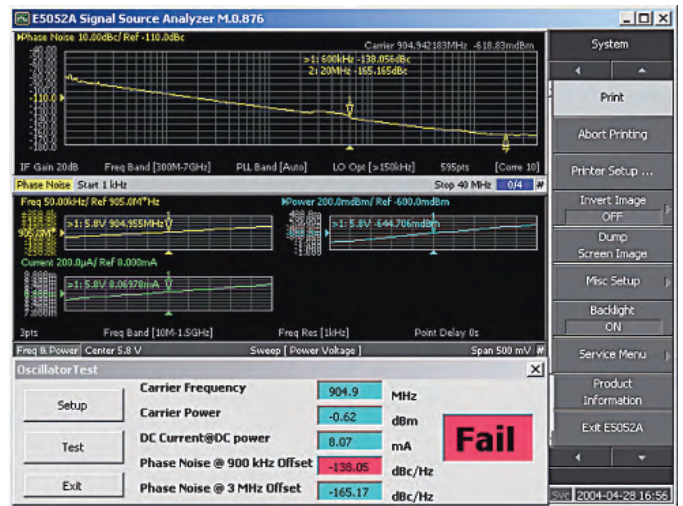 E5052A Signal Source Analyzer M.0.876
Phase Noise 10.00dBc/ Ref -110.0dBc
Carrier 904.942183MHz -618.83mdBm
>1: 600kHz -138.056dBc
2: 20MHz -165.165dBc
-110.0
IF Gain 20dB Freq Band [300M-7GHz] PLL Band [Auto] LO Opt [>150kHz] 595pts [Corre 10]
Phase Noise Start 1 kHz Stop 40 MHz 0/4 #
Freq 50.00kHz/ Ref 905.0M*Hz
>1: 5.8V 904.955MHz
Power 200.0mdBm/ Ref -600.0mdBm
>1: 5.8V -644.706mdBm
Current 200.0µA/ Ref 8.000mA
>1: 5.8V 8.06978mA
3pts Freq Band [10M-1.5GHz] Freq Res [1kHz] Point Delay 0s
Freq & Power Center 5.8 V Sweep [ Power Voltage ] Span 500 mV #
OscillatorTest
Setup
Test
Exit
Carrier Frequency 904.9 MHz
Carrier Power -0.62 dBm
DC Current@DC power 8.07 mA
Phase Noise @ 900 kHz Offset -138.05 dBc/Hz
Phase Noise @ 3 MHz Offset -165.17 dBc/Hz
Fail
System
Print
Abort Printing
Printer Setup ...
Invert Image
OFF
Dump
Screen Image
Misc Setup
Backlight
ON
Service Menu
Product
Information
Exit E5052A
Svc 2004-04-28 16:56